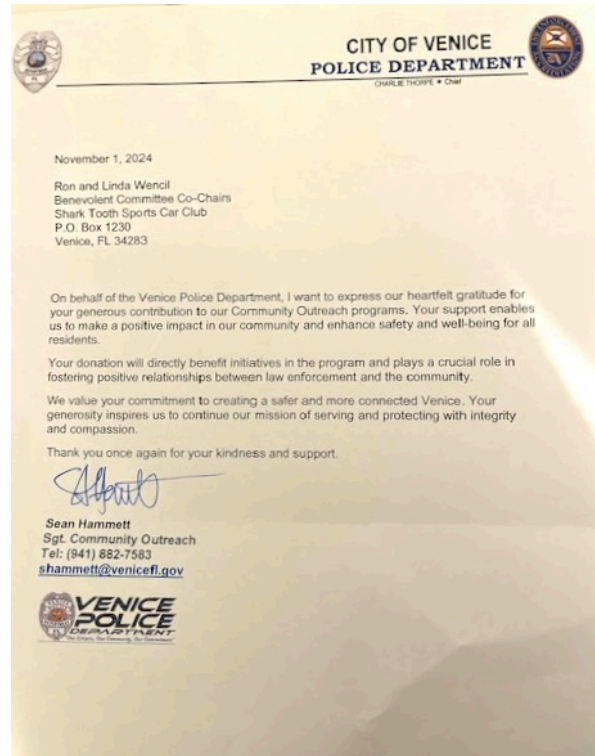 CITY OF VENICE
POLICE DEPARTMENT
CHARLIE THORPE ★ Chief
November 1, 2024
Ron and Linda Wencil
Benevolent Committee Co-Chairs
Shark Tooth Sports Car Club
P.O. Box 1230
Venice, FL 34283
On behalf of the Venice Police Department, I want to express our heartfelt gratitude for
your generous contribution to our Community Outreach programs. Your support enables
us to make a positive impact in our community and enhance safety and well-being for all
residents.
Your donation will directly benefit initiatives in the program and plays a crucial role in
fostering positive relationships between law enforcement and the community.
We value your commitment to creating a safer and more connected Venice. Your
generosity inspires us to continue our mission of serving and protecting with integrity
and compassion.
Thank you once again for your kindness and support.
Sean Hammett
Sgt. Community Outreach
Tel: (941) 882-7583
shammett@venicefl.gov
VENICE
POLICE
DEPARTMENT